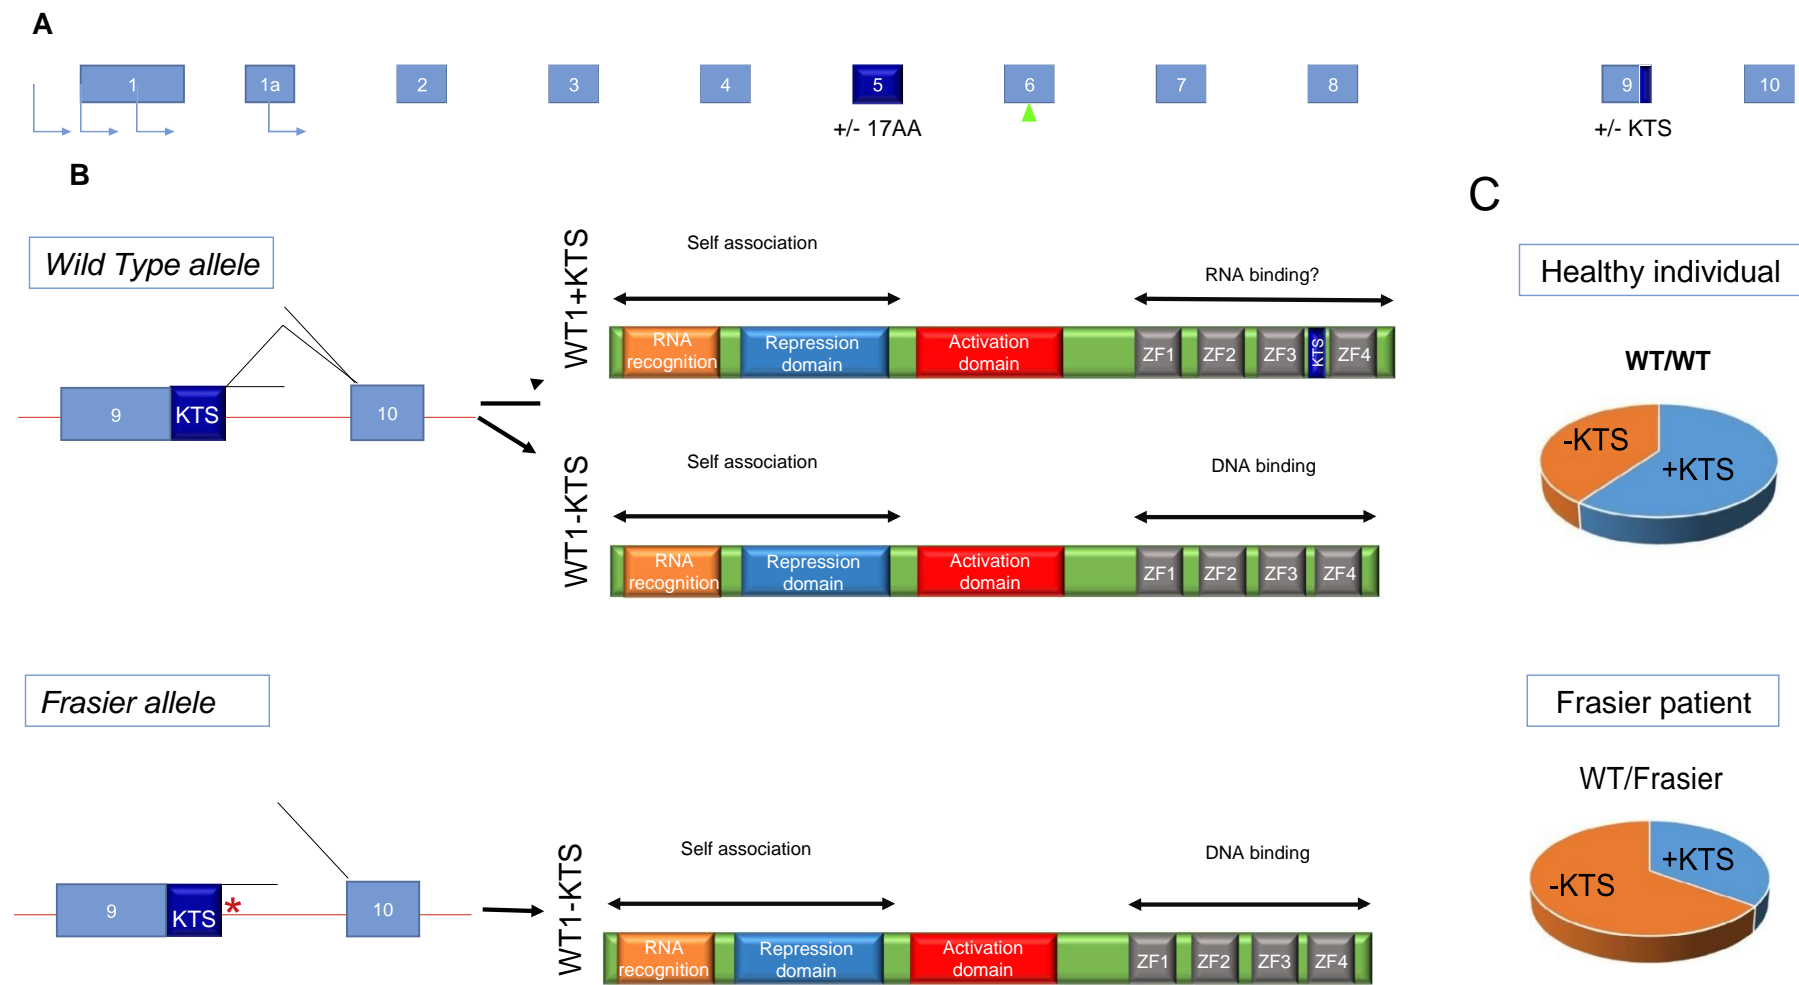 A
1 1a 2 3 4 5 6 7 8 9 10
+/- 17AA +/- KTS
B
C
Wild Type allele
9 KTS 10
WT1+KTS
Self association
RNA binding?
RNA recognition
Repression domain
Activation domain
ZF1 ZF2 ZF3 KTS ZF4
WT1-KTS
Self association
DNA binding
RNA recognition
Repression domain
Activation domain
ZF1 ZF2 ZF3 ZF4
Healthy individual
WT/WT
-KTS
+KTS
Frasier allele
9 KTS * 10
WT1-KTS
Self association
DNA binding
RNA recognition
Repression domain
Activation domain
ZF1 ZF2 ZF3 ZF4
Frasier patient
WT/Frasier
+KTS
-KTS